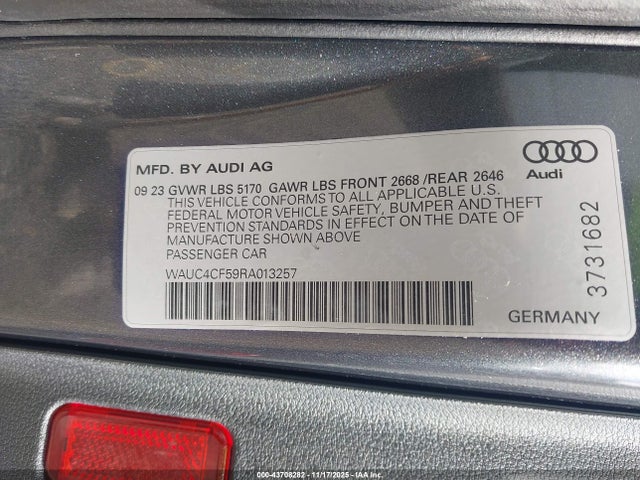 MFD. BY AUDI AG
Audi
09 23 GVWR LBS 5170 GAWR LBS FRONT 2668 /REAR 2646
THIS VEHICLE CONFORMS TO ALL APPLICABLE U.S.
FEDERAL MOTOR VEHICLE SAFETY, BUMPER AND THEFT
PREVENTION STANDARDS IN EFFECT ON THE DATE OF
MANUFACTURE SHOWN ABOVE
PASSENGER CAR
WAUC4CF59RA013257
GERMANY
3731682
000-43708282 - 11/17/2025 - IAA Inc.